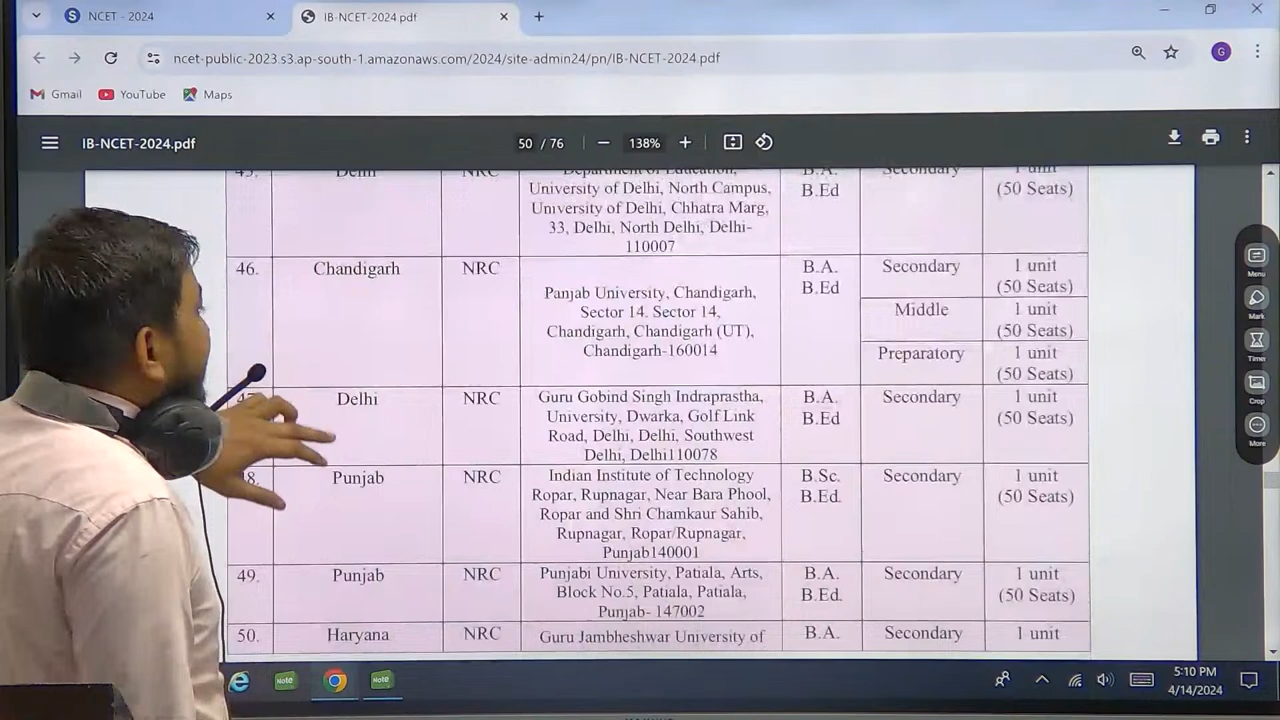 NCET - 2024
IB-NCET-2024.pdf
ncet-public-2023 s3.ap-south-1.amazonaws.com/2024/site-admin24/pn/IB-NCET-2024.pdf
G
Gmail YouTube Maps
IB-NCET-2024.pdf 50 / 76 138%
45. Delhi NRC Department of Education, B.A. Secondary 1 unit
University of Delhi, North Campus, B.Ed (50 Seats)
University of Delhi, Chhatra Marg,
33, Delhi, North Delhi, Delhi-
110007
46. Chandigarh NRC B.A. Secondary 1 unit
B.Ed (50 Seats)
Panjab University, Chandigarh,
Sector 14. Sector 14, Middle 1 unit
Chandigarh, Chandigarh (UT), (50 Seats)
Chandigarh-160014 Preparatory 1 unit
(50 Seats)
Delhi NRC Guru Gobind Singh Indraprastha, B.A. Secondary 1 unit
University, Dwarka, Golf Link B.Ed (50 Seats)
Road, Delhi, Delhi, Southwest
Delhi, Delhi110078
Punjab NRC Indian Institute of Technology B.Sc. Secondary 1 unit
Ropar, Rupnagar, Near Bara Phool, B.Ed. (50 Seats)
Ropar and Shri Chamkaur Sahib,
Rupnagar, Ropar/Rupnagar,
Punjab140001
49. Punjab NRC Punjabi University, Patiala, Arts, B.A. Secondary 1 unit
Block No.5, Patiala, Patiala, B.Ed. (50 Seats)
Punjab- 147002
50. Haryana NRC Guru Jambheshwar University of B.A. Secondary 1 unit
Menu
Mark
Timer
Crop
More
Note
Note
5:10 PM
4/14/2024